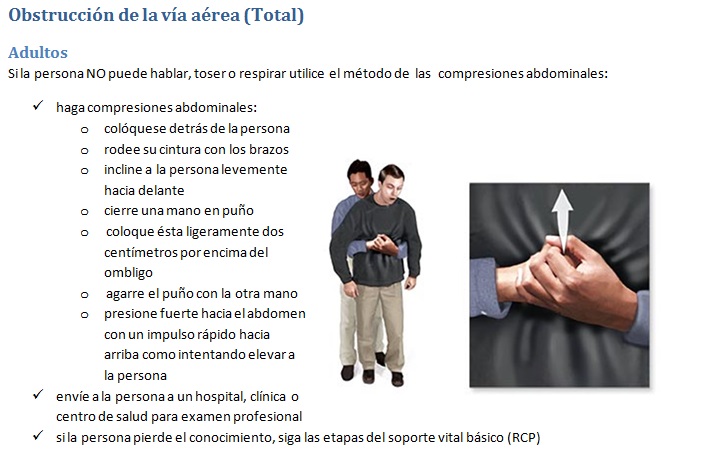 Obstrucción de la vía aérea (Total)
Adultos
Si la persona NO puede hablar, toser o respirar utilice el método de las compresiones abdominales:
✓ haga compresiones abdominales:
o colóquese detrás de la persona
o rodee su cintura con los brazos
o incline a la persona levemente
hacia delante
o cierre una mano en puño
o coloque ésta ligeramente dos
centímetros por encima del
ombligo
o agarre el puño con la otra mano
o presione fuerte hacia el abdomen
con un impulso rápido hacia
arriba como intentando elevar a
la persona
✓ envíe a la persona a un hospital, clínica o
centro de salud para examen profesional
✓ si la persona pierde el conocimiento, siga las etapas del soporte vital básico (RCP)